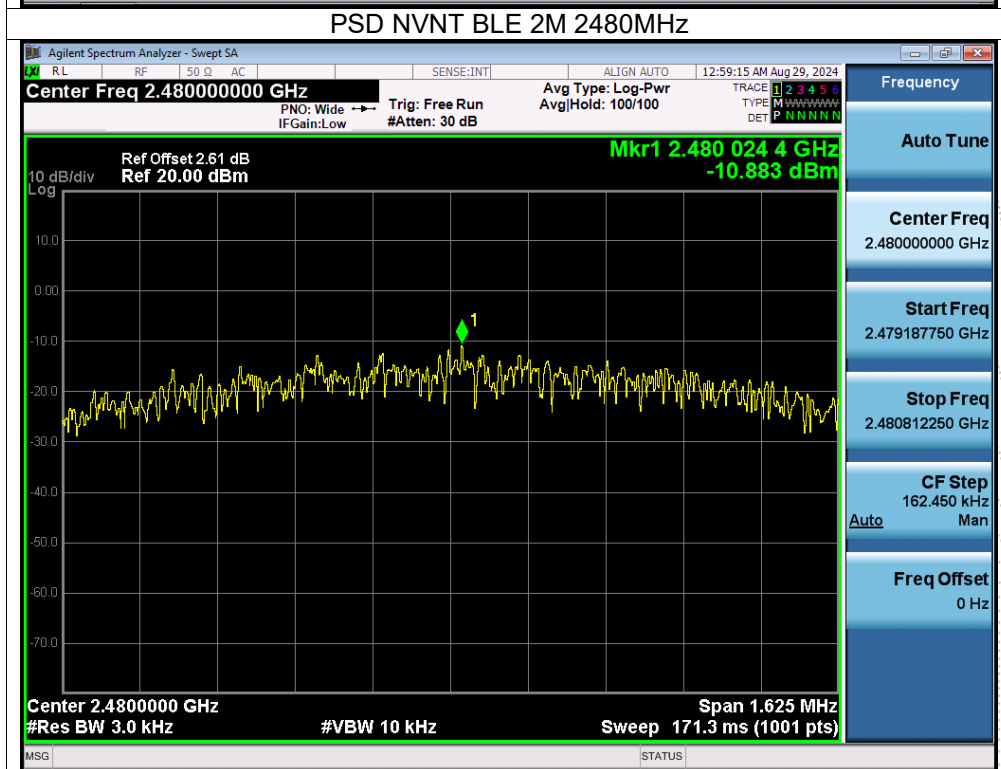 PSD NVNT BLE 2M 2480MHz
Agilent Spectrum Analyzer - Swept SA
LXI RL RF 50 Ω AC SENSE:INT ALIGN AUTO 12:59:15 AM Aug 29, 2024
Center Freq 2.480000000 GHz
PNO: Wide
IFGain:Low
Trig: Free Run
#Atten: 30 dB
Avg Type: Log-Pwr
Avg|Hold: 100/100
TRACE 1 2 3 4 5 6
TYPE M WWWWW
DET P N N N N N
Ref Offset 2.61 dB
Ref 20.00 dBm
10 dB/div
Log
Mkr1 2.480 024 4 GHz
-10.883 dBm
10.0
0.00
-10.0
-20.0
-30.0
-40.0
-50.0
-60.0
-70.0
1
Center 2.4800000 GHz
#Res BW 3.0 kHz
#VBW 10 kHz
Span 1.625 MHz
Sweep 171.3 ms (1001 pts)
MSG
STATUS
Frequency
Auto Tune
Center Freq
2.480000000 GHz
Start Freq
2.479187750 GHz
Stop Freq
2.480812250 GHz
CF Step
162.450 kHz
Auto Man
Freq Offset
0 Hz